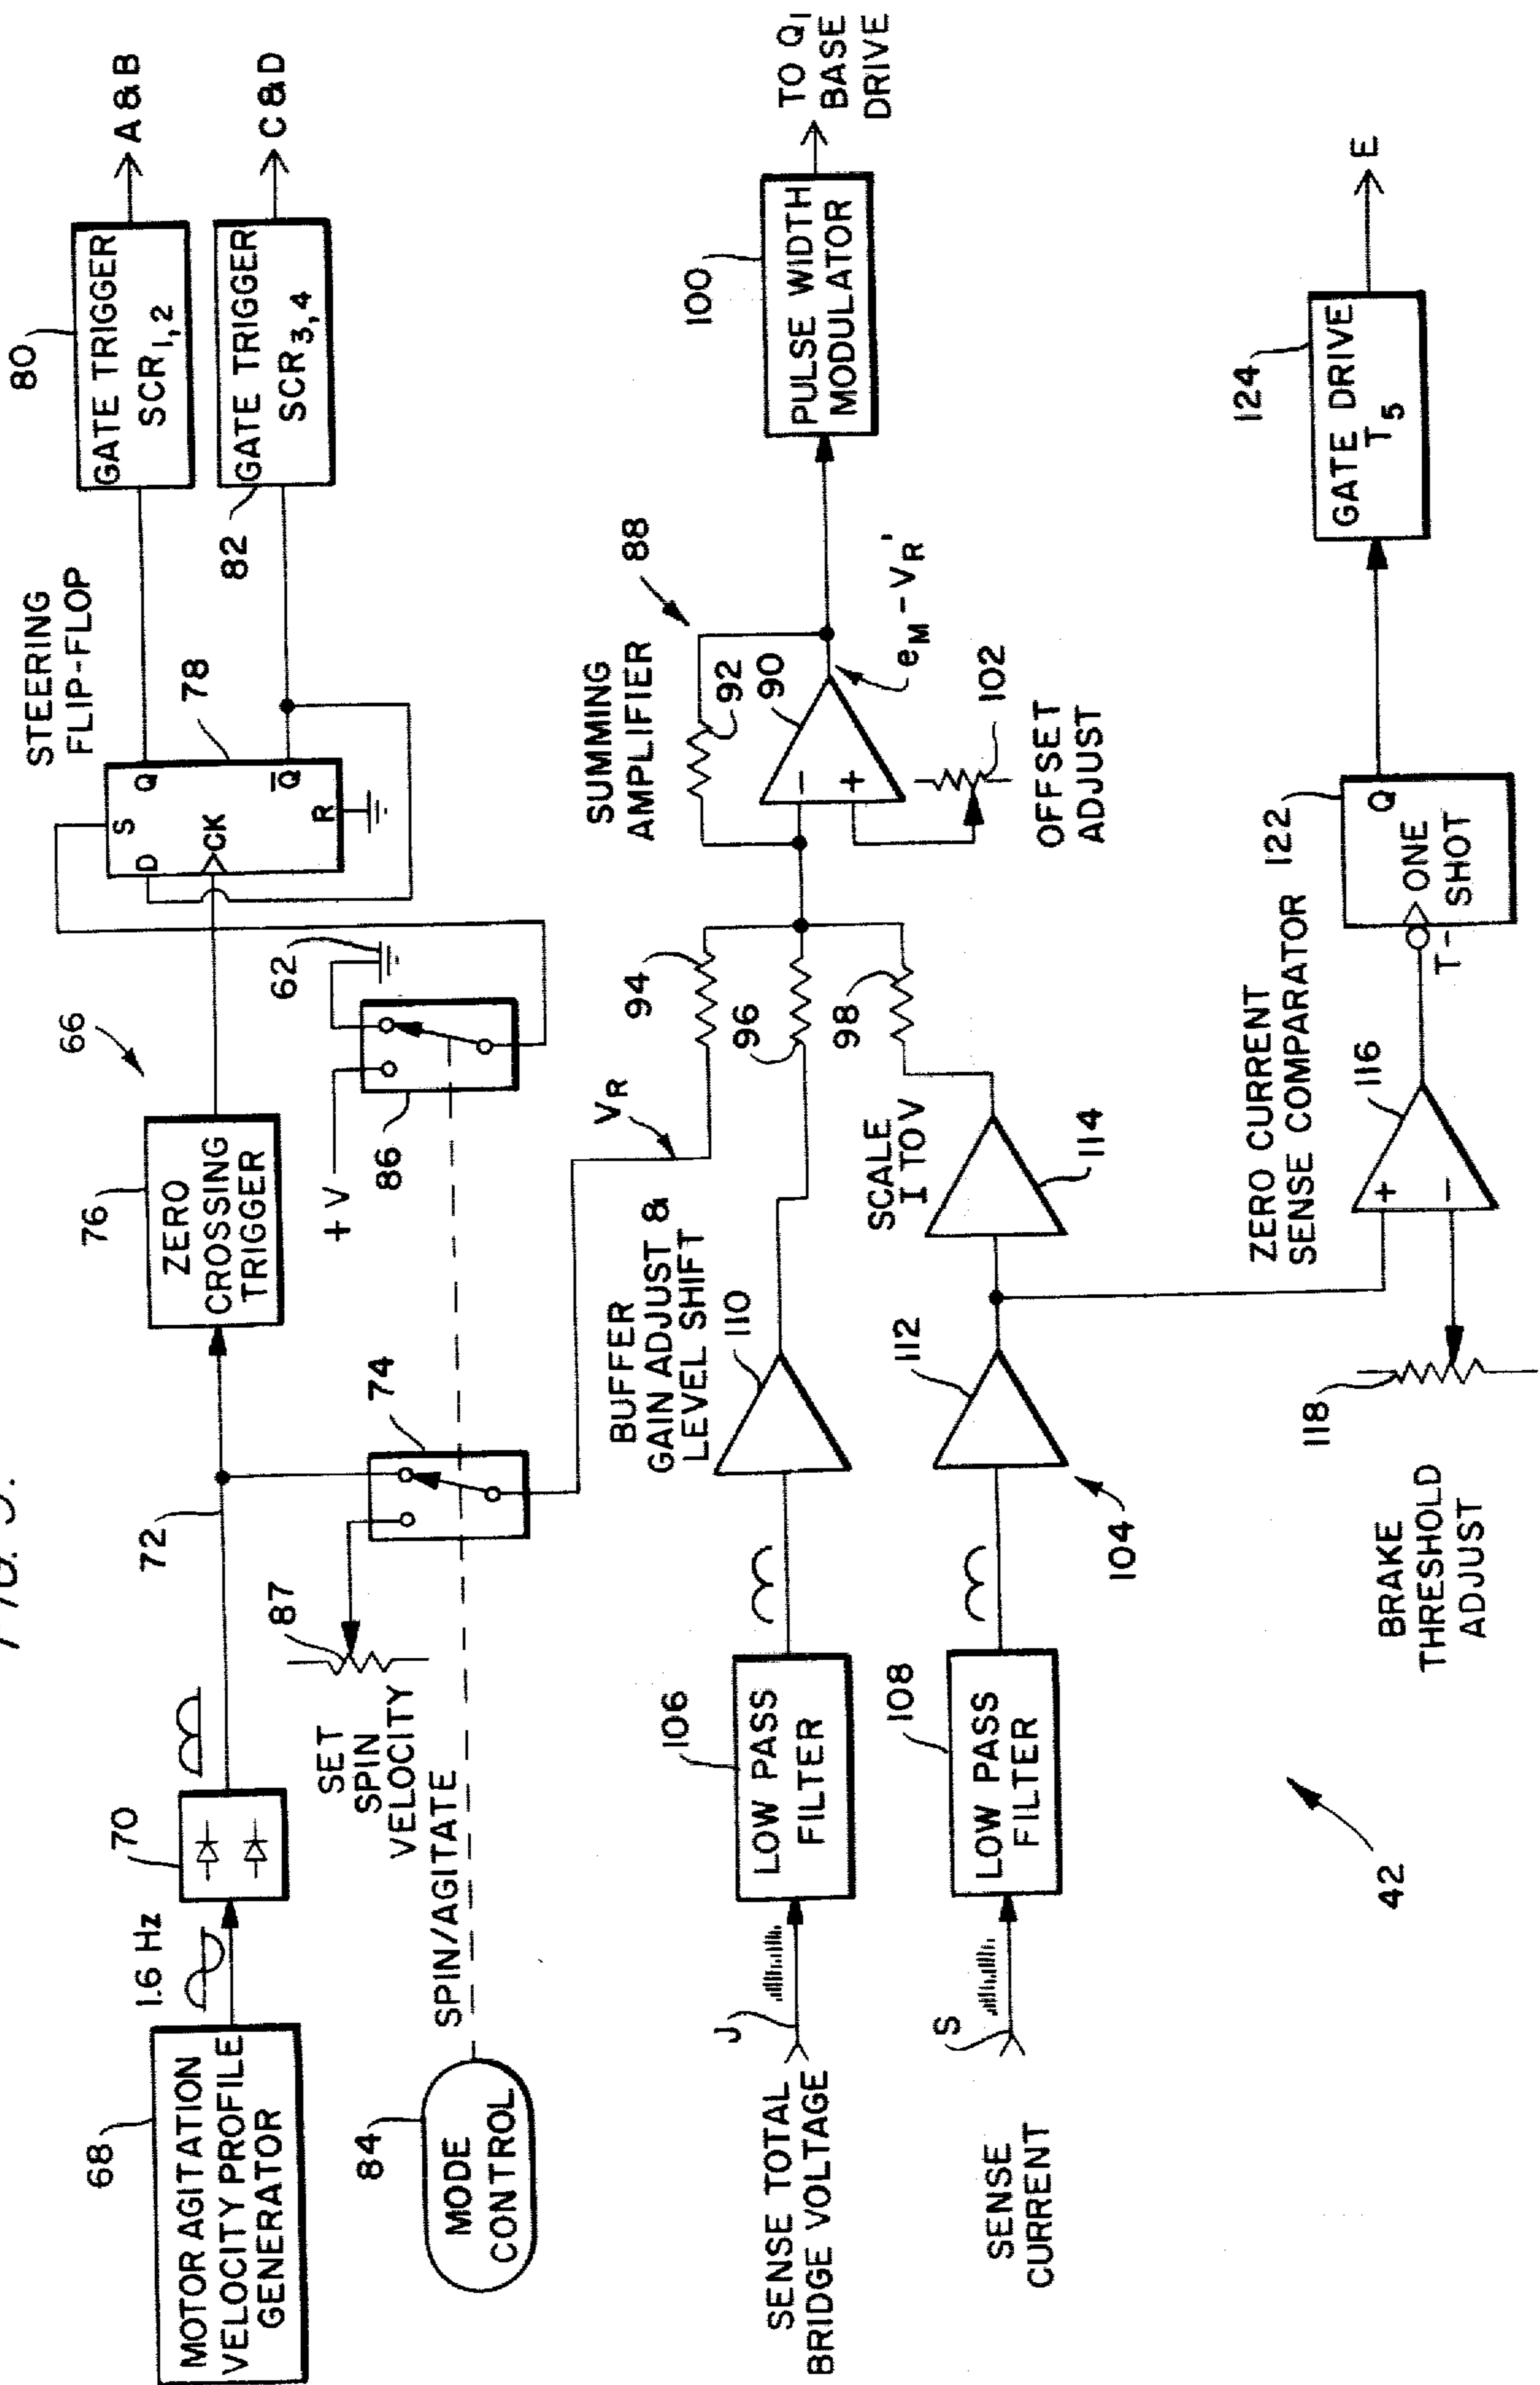 FIG. 5.
68
MOTOR AGITATION
VELOCITY PROFILE
GENERATOR
1.6 Hz
70
72
76
ZERO
CROSSING
TRIGGER
66
STEERING
FLIP-FLOP
78
S
D
Q
CK
Q̅
R
80
GATE TRIGGER
SCR1,2
A&B
82
GATE TRIGGER
SCR3,4
C&D
84
MODE
CONTROL
SPIN/AGITATE
SET
SPIN
VELOCITY
87
74
+V
86
62
VR
SENSE TOTAL
BRIDGE VOLTAGE
J
106
LOW PASS
FILTER
BUFFER
GAIN ADJUST &
LEVEL SHIFT
110
94
96
98
SUMMING
AMPLIFIER
88
92
90
-
+
eM-VR'
102
OFFSET
ADJUST
100
PULSE WIDTH
MODULATOR
TO Q1
BASE
DRIVE
SENSE
CURRENT
S
108
LOW PASS
FILTER
104
112
SCALE
I TO V
114
42
BRAKE
THRESHOLD
ADJUST
118
ZERO CURRENT
SENSE COMPARATOR
116
+
-
T-
122
Q
ONE
SHOT
124
GATE DRIVE
T5
E